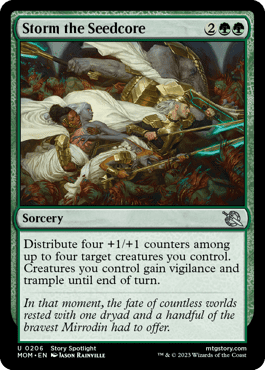 Storm the Seedcore 2
Sorcery
Distribute four +1/+1 counters among
up to four target creatures you control.
Creatures you control gain vigilance and
trample until end of turn.
In that moment, the fate of countless worlds
rested with one dryad and a handful of the
bravest Mirrodin had to offer.
U 0206 Story Spotlight mtgstory.com
MOM • EN Jason Rainville ™ & © 2023 Wizards of the Coast